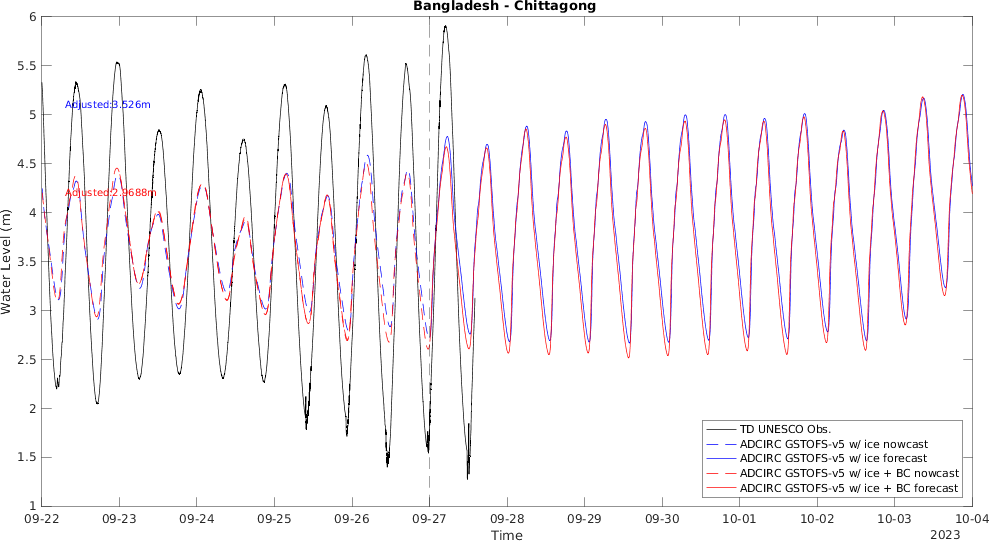 Bangladesh - Chittagong
6
5.5
5
4.5
4
3.5
3
2.5
2
1.5
1
Water Level (m)
Adjusted:3.526m
Adjusted:2.9688m
TD UNESCO Obs.
ADCIRC GSTOFS-v5 w/ ice nowcast
ADCIRC GSTOFS-v5 w/ ice forecast
ADCIRC GSTOFS-v5 w/ ice + BC nowcast
ADCIRC GSTOFS-v5 w/ ice + BC forecast
09-22 09-23 09-24 09-25 09-26 09-27 09-28 09-29 09-30 10-01 10-02 10-03 10-04
Time
2023